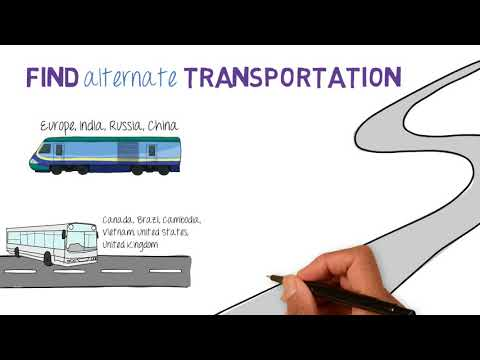 FIND alternate TRANSPORTATION
Europe, India, Russia, China
Canada, Brazil, Cambodia,
Vietnam, United States,
United Kingdom